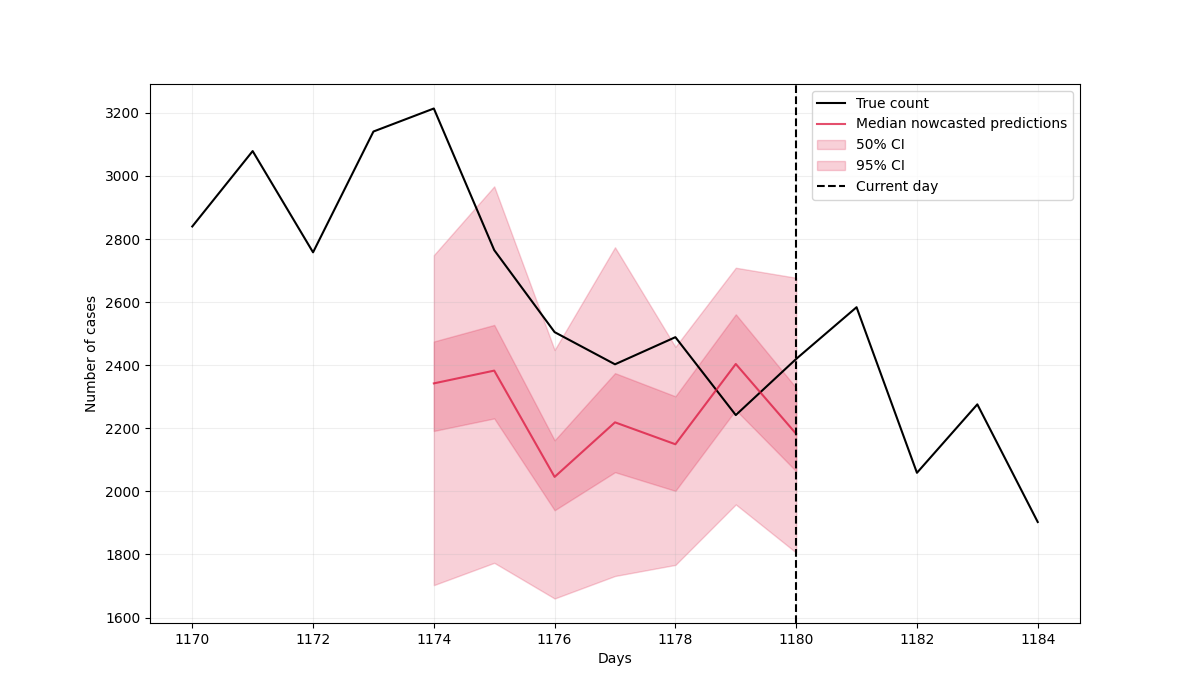 True count
Median nowcasted predictions
50% CI
95% CI
Current day
3200
3000
2800
2600
2400
2200
2000
1800
1600
Number of cases
1170 1172 1174 1176 1178 1180 1182 1184
Days